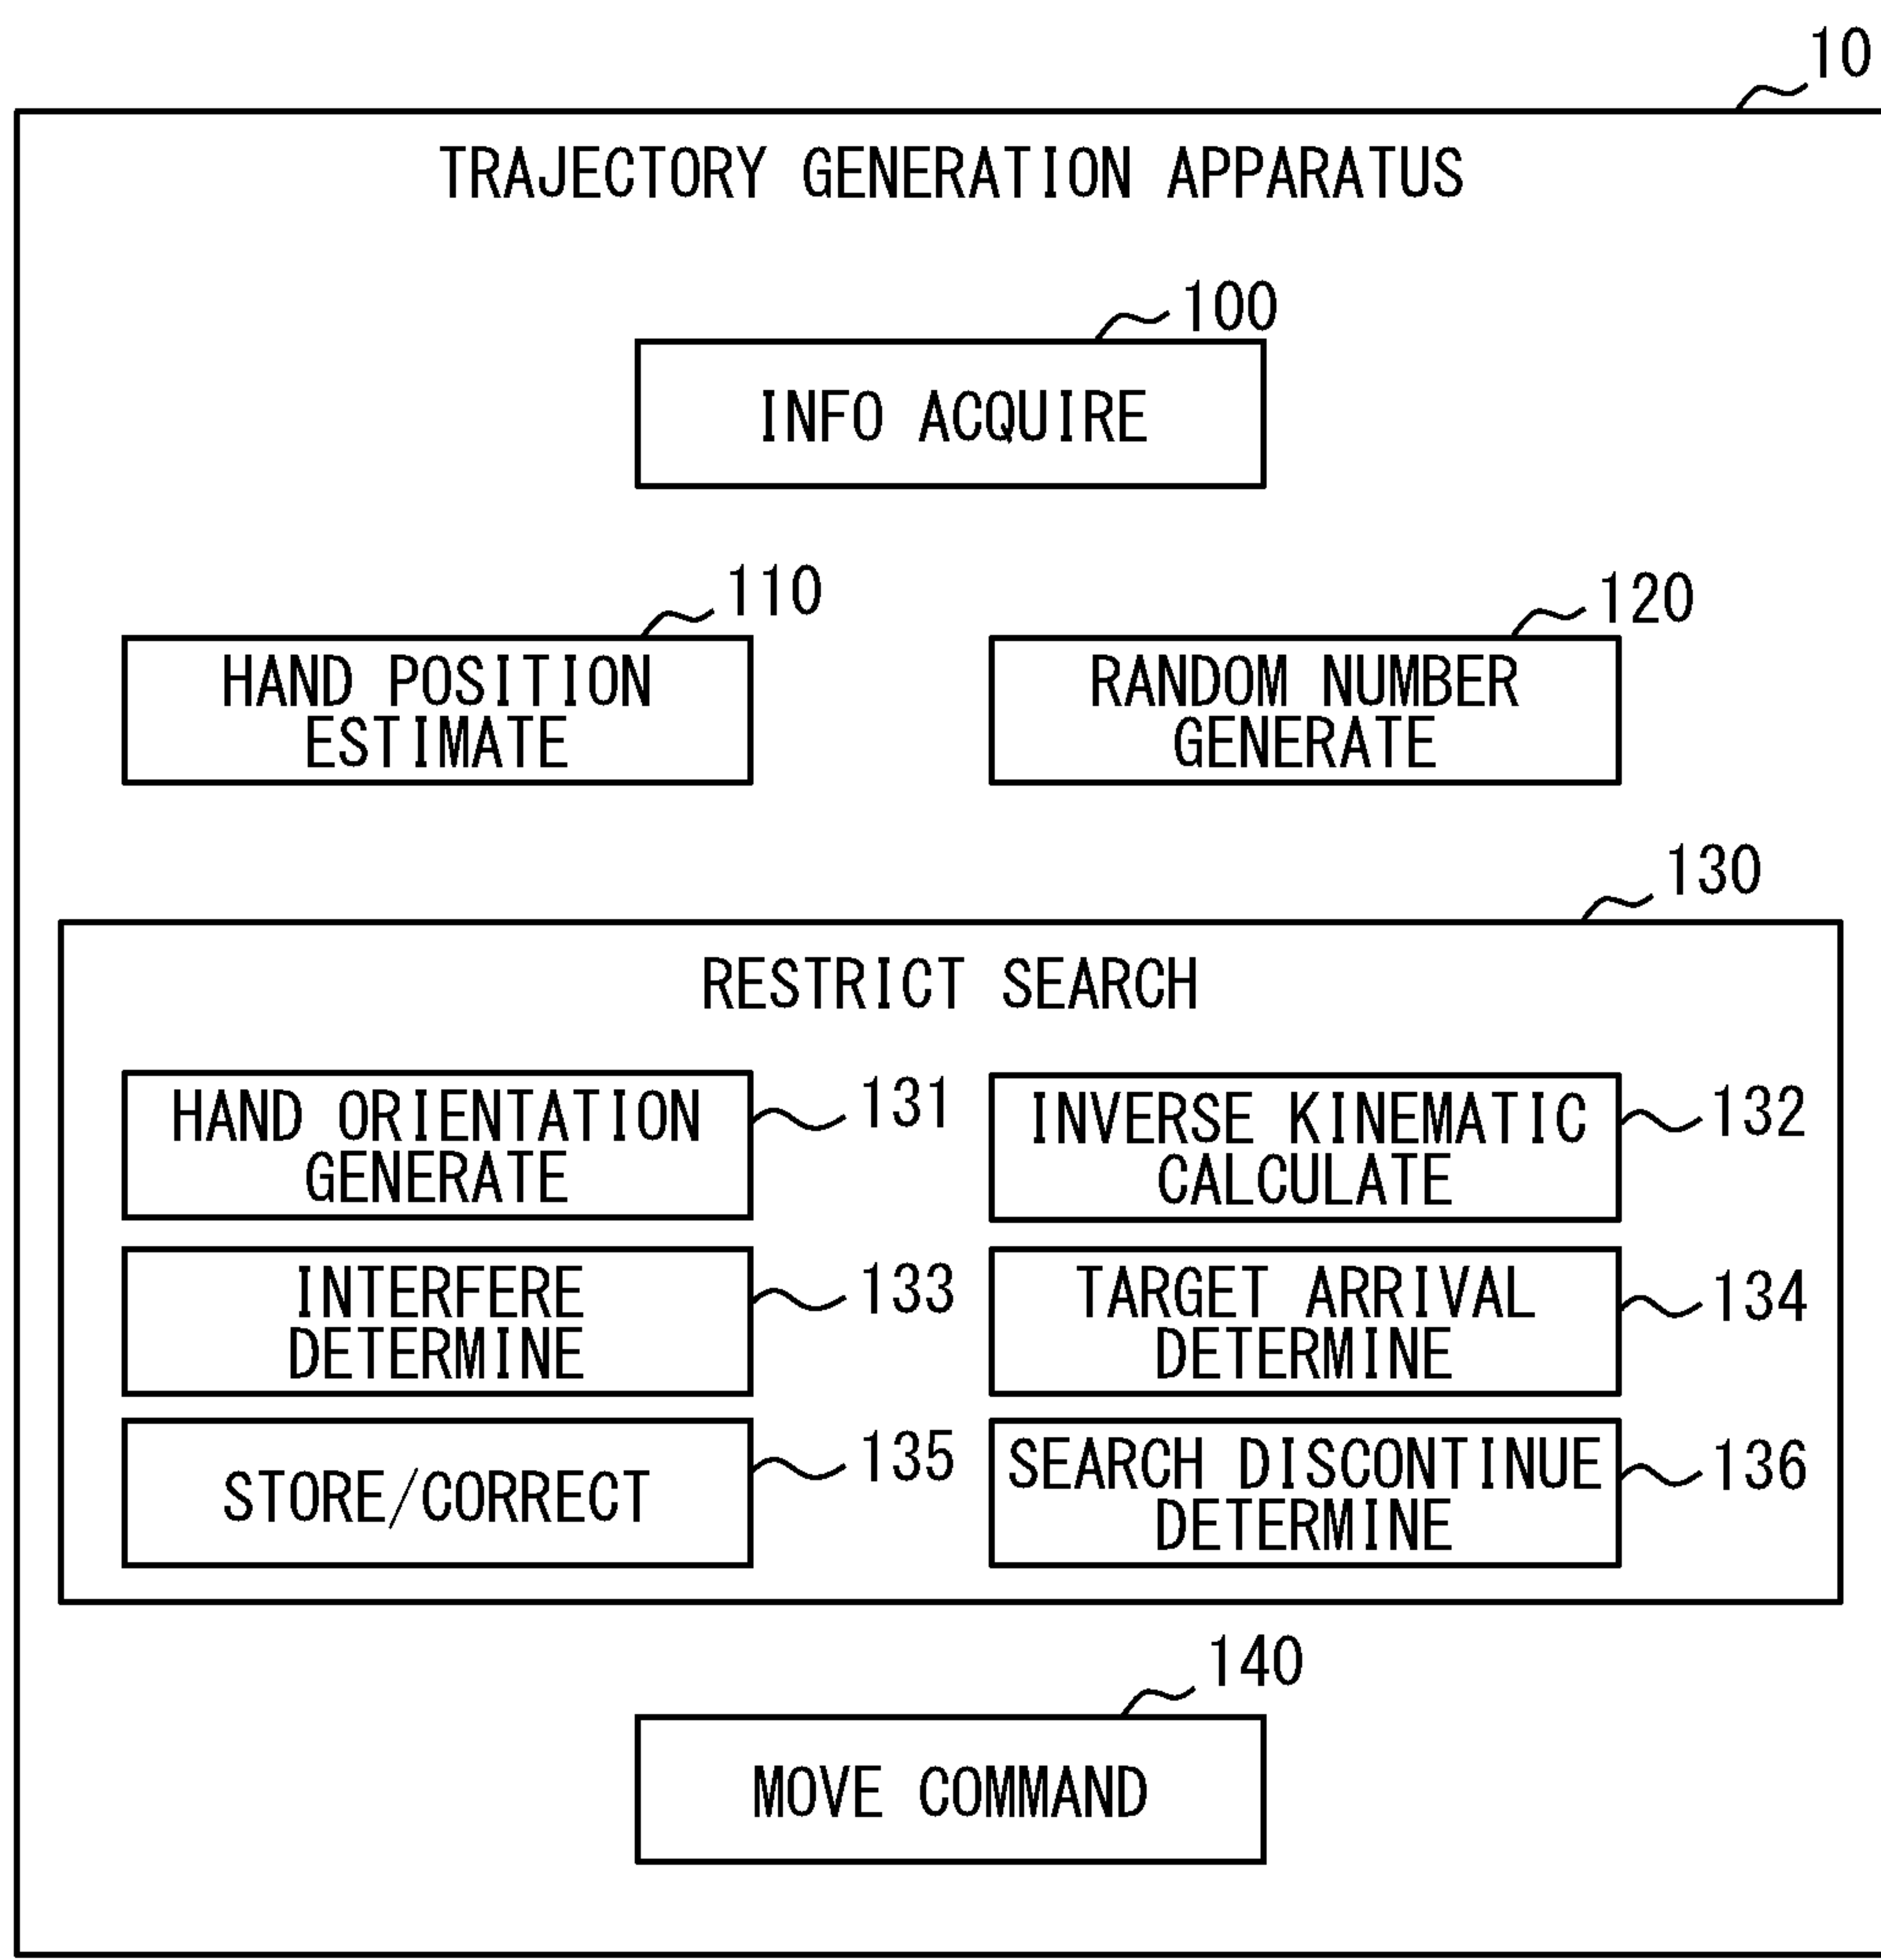 10
TRAJECTORY GENERATION APPARATUS
100
INFO ACQUIRE
110
HAND POSITION
ESTIMATE
120
RANDOM NUMBER
GENERATE
130
RESTRICT SEARCH
HAND ORIENTATION
GENERATE
131
INVERSE KINEMATIC
CALCULATE
132
INTERFERE
DETERMINE
133
TARGET ARRIVAL
DETERMINE
134
STORE/CORRECT
135
SEARCH DISCONTINUE
DETERMINE
136
140
MOVE COMMAND